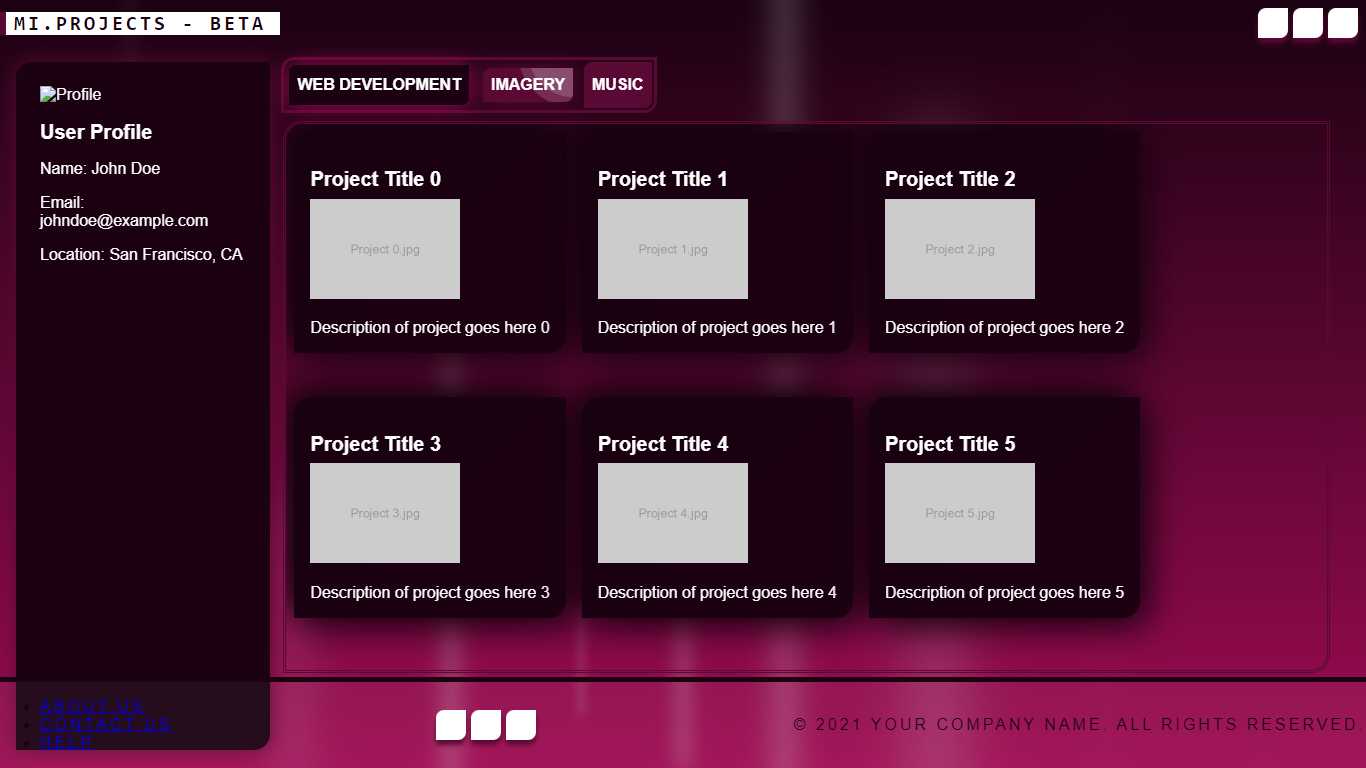 MI.PROJECTS - BETA
WEB DEVELOPMENT
IMAGERY
MUSIC
Profile
User Profile
Name: John Doe
Email:
johndoe@example.com
Location: San Francisco, CA
Project Title 0
Project 0.jpg
Description of project goes here 0
Project Title 1
Project 1.jpg
Description of project goes here 1
Project Title 2
Project 2.jpg
Description of project goes here 2
Project Title 3
Project 3.jpg
Description of project goes here 3
Project Title 4
Project 4.jpg
Description of project goes here 4
Project Title 5
Project 5.jpg
Description of project goes here 5
ABOUT US
CONTACT US
HELP
© 2021 YOUR COMPANY NAME. ALL RIGHTS RESERVED.